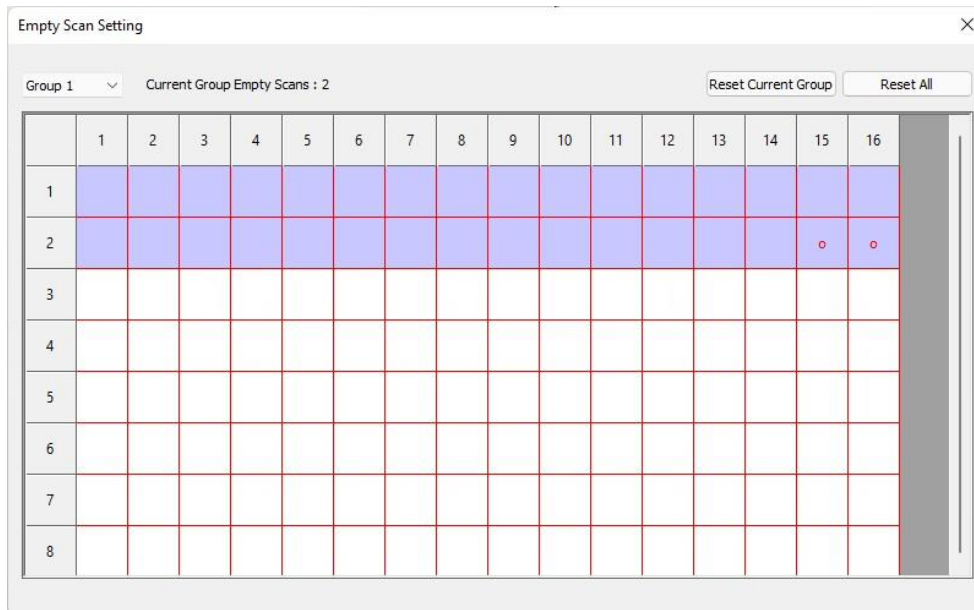 Empty Scan Setting
Group 1 Current Group Empty Scans : 2 Reset Current Group Reset All
1 2 3 4 5 6 7 8 9 10 11 12 13 14 15 16
1
2 o o
3
4
5
6
7
8